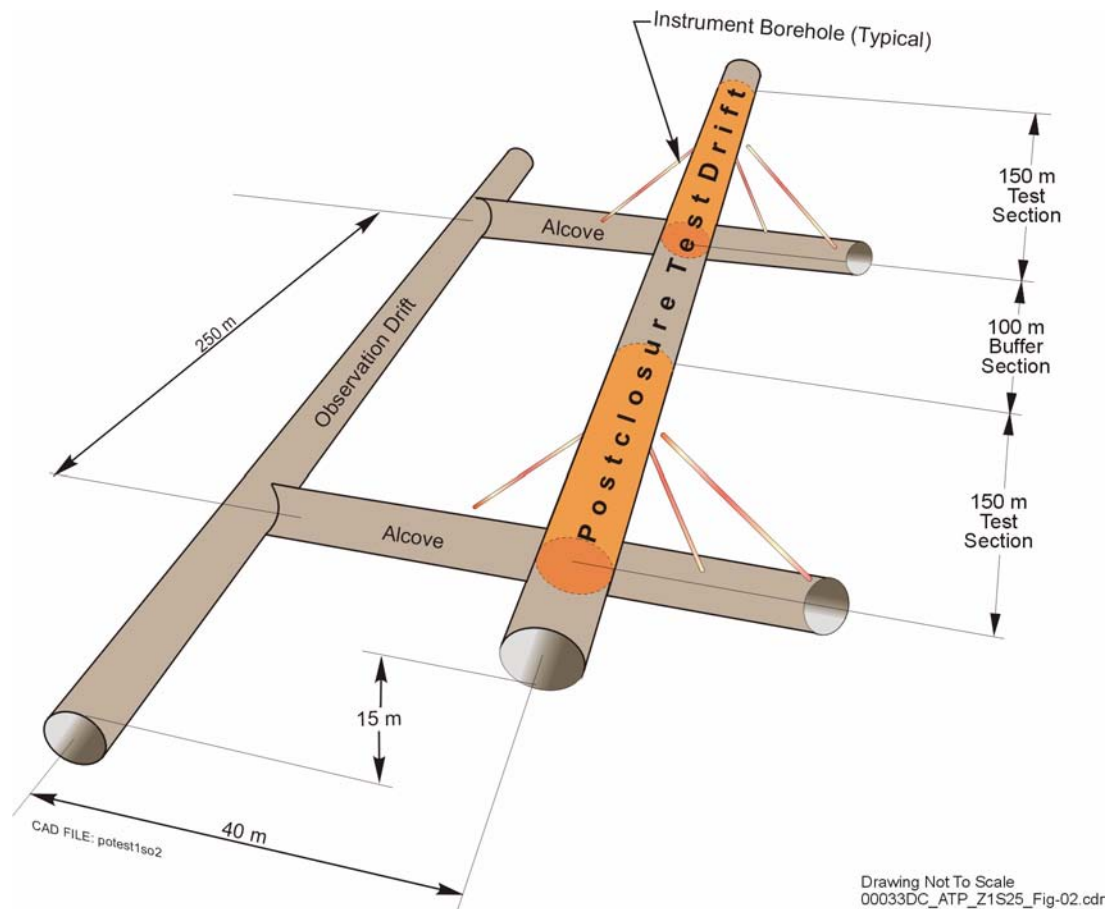 Instrument Borehole (Typical)
Postclosure Test Drift
150 m
Test
Section
Alcove
250 m
Observation Drift
100 m
Buffer
Section
150 m
Test
Section
Alcove
15 m
40 m
CAD FILE: potest1so2
Drawing Not To Scale
00033DC_ATP_Z1S25_Fig-02.cdr